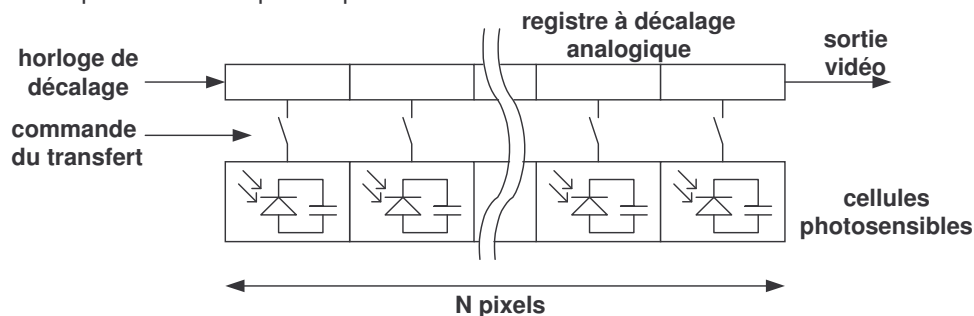 registre à décalage
analogique
sortie
vidéo
horloge de
décalage
commande
du transfert
cellules
photosensibles
N pixels